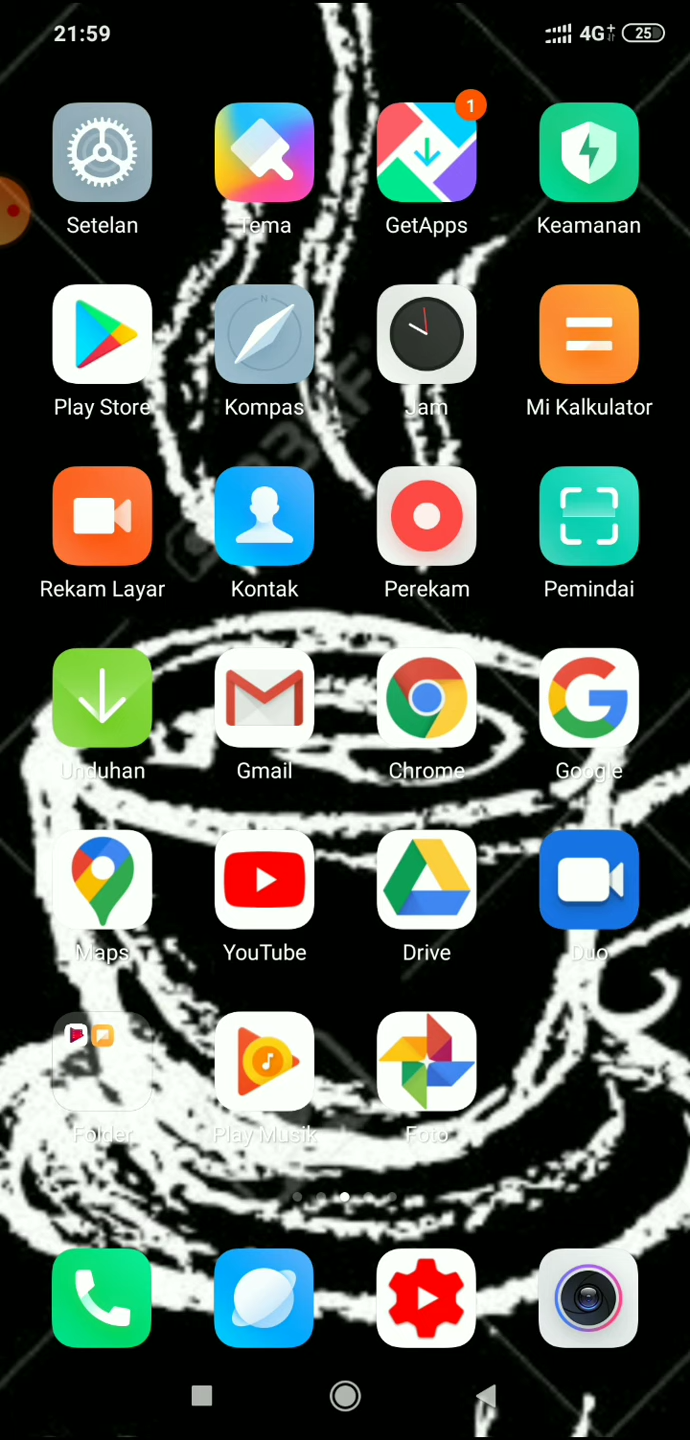 21:59
4G+
25
1
Setelan
Tema
GetApps
Keamanan
N
Play Store
Kompas
Jam
Mi Kalkulator
Rekam Layar
Kontak
Perekam
Pemindai
Unduhan
Gmail
Chrome
Google
Maps
YouTube
Drive
Duo
Folder
Play Musik
Foto